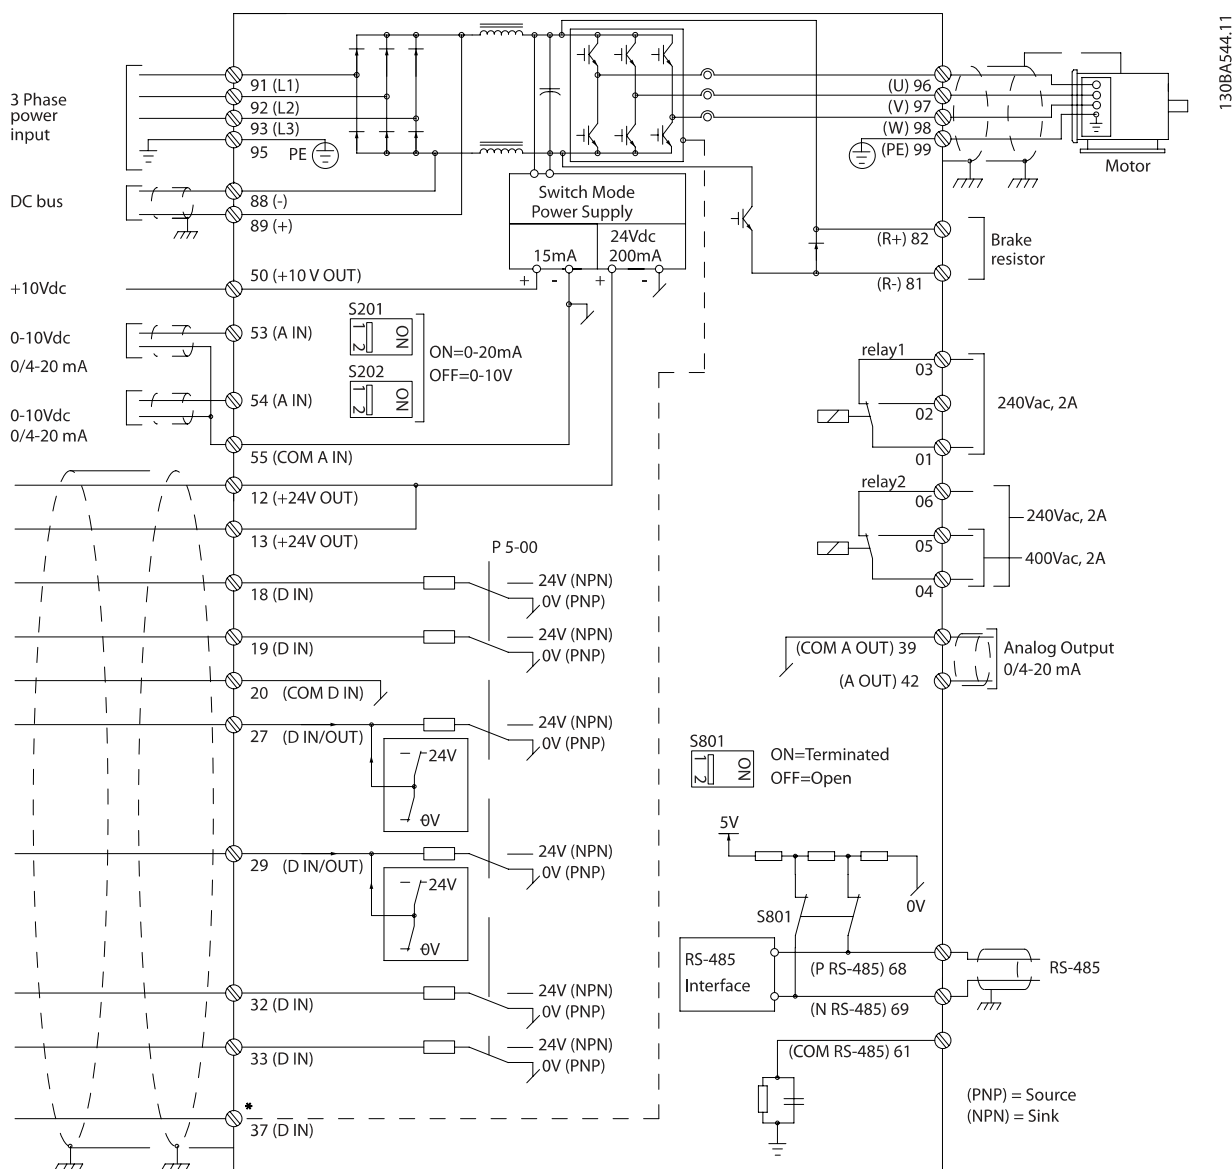 130BA544.11
3 Phase
power
input
91 (L1)
92 (L2)
93 (L3)
95
PE
(U) 96
(V) 97
(W) 98
(PE) 99
Motor
DC bus
88 (-)
89 (+)
Switch Mode
Power Supply
15mA
24Vdc
200mA
+
-
+
-
(R+) 82
(R-) 81
Brake
resistor
+10Vdc
50 (+10 V OUT)
S201
1 2
ON
S202
1 2
ON
ON=0-20mA
OFF=0-10V
0-10Vdc
0/4-20 mA
53 (A IN)
0-10Vdc
0/4-20 mA
54 (A IN)
55 (COM A IN)
12 (+24V OUT)
13 (+24V OUT)
relay1
03
02
01
240Vac, 2A
relay2
06
05
04
240Vac, 2A
400Vac, 2A
P 5-00
18 (D IN)
24V (NPN)
0V (PNP)
19 (D IN)
24V (NPN)
0V (PNP)
20 (COM D IN)
27 (D IN/OUT)
24V (NPN)
0V (PNP)
24V
0V
29 (D IN/OUT)
24V (NPN)
0V (PNP)
24V
0V
32 (D IN)
24V (NPN)
0V (PNP)
33 (D IN)
24V (NPN)
0V (PNP)
*
37 (D IN)
(COM A OUT) 39
(A OUT) 42
Analog Output
0/4-20 mA
S801
1 2
ON
ON=Terminated
OFF=Open
5V
0V
S801
RS-485
Interface
(P RS-485) 68
(N RS-485) 69
RS-485
(COM RS-485) 61
(PNP) = Source
(NPN) = Sink